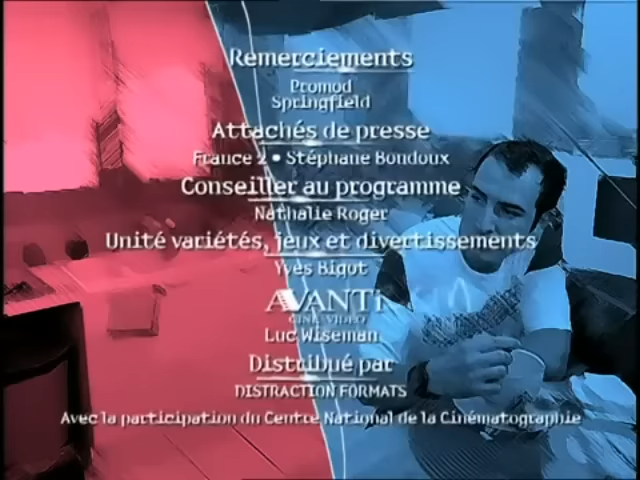 Remerciements
Promod
Springfield
Attachés de presse
France 2 • Stéphane Bondoux
Conseiller au programme
Nathalie Roger
Unité variétés, jeux et divertissements
Yves Bigot
AVANTI
CINÉ VIDÉO
Luc Wiseman
Distribué par
DISTRACTION FORMATS
Avec la participation du Centre National de la Cinématographie